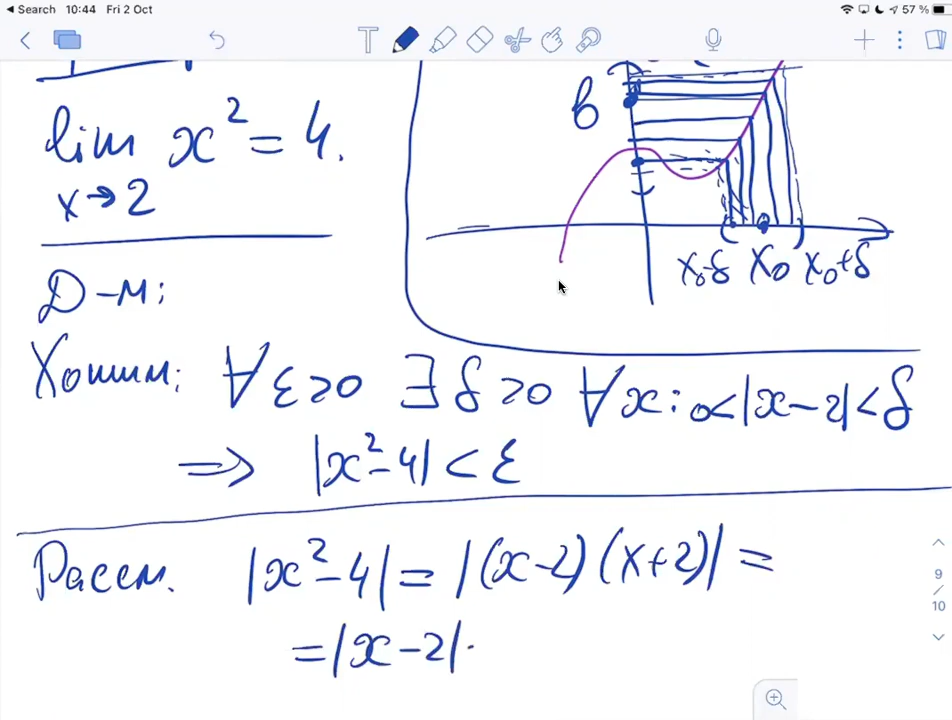 Search 10:44 Fri 2 Oct 57 %
T
lim x² = 4.
x→2
в
x₀-δ x₀ x₀+δ
Д-м:
Хотим: ∀ε>0 ∃δ>0 ∀x: 0<|x-2|<δ
⇒ |x²-4|<ε
Рассм. |x²-4| = |(x-2)(x+2)| =
= |x-2|·
9
/
10